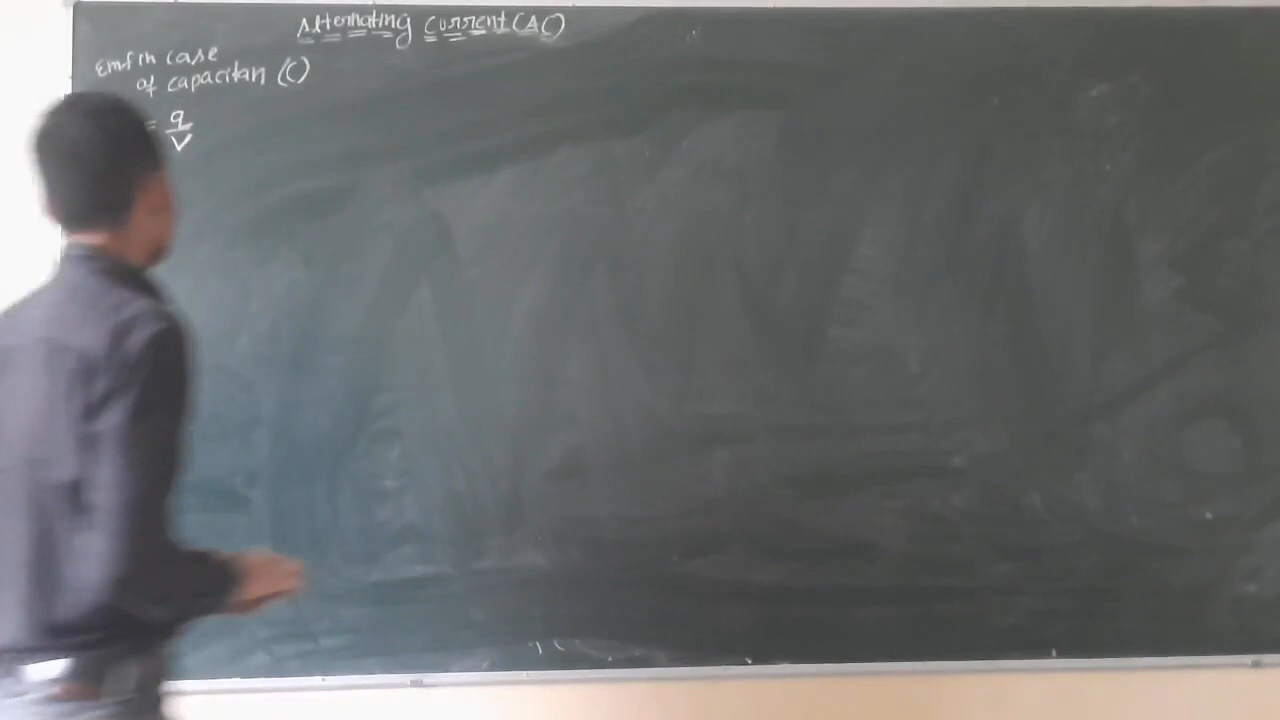 Alternating current (AC)
emf in case
of capacitan (C)
= q/V